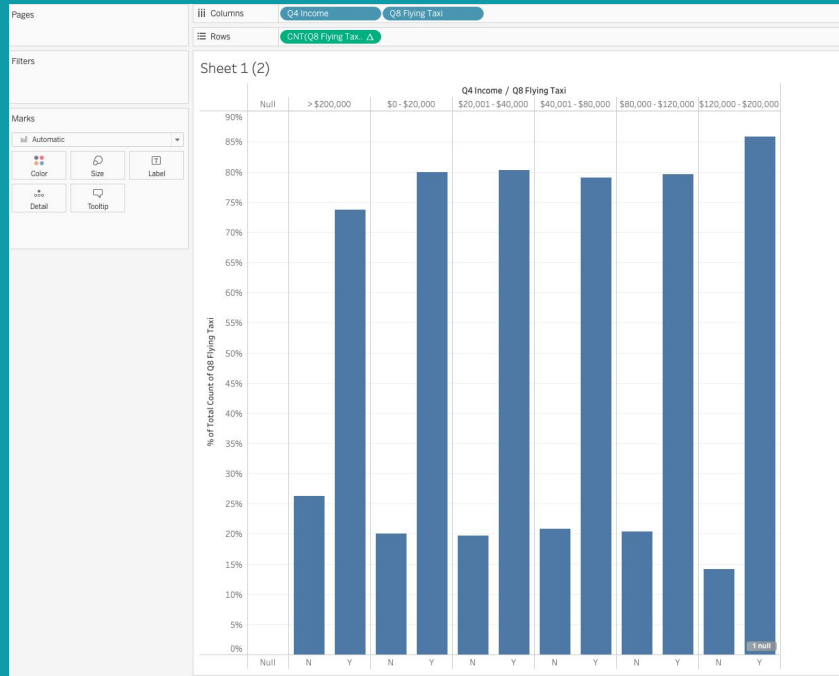 Pages
iii Columns
Q4 Income
Q8 Flying Taxi
Rows
CNT(Q8 Flying Tax.. Δ
Filters
Marks
Automatic
Color
Size
Label
Detail
Tooltip
Sheet 1 (2)
Q4 Income / Q8 Flying Taxi
Null > $200,000 $0 - $20,000 $20,001 - $40,000 $40,001 - $80,000 $80,000 - $120,000 $120,000 - $200,000
% of Total Count of Q8 Flying Taxi
90%
85%
80%
75%
70%
65%
60%
55%
50%
45%
40%
35%
30%
25%
20%
15%
10%
5%
0%
1 null
Null N Y N Y N Y N Y N Y N Y